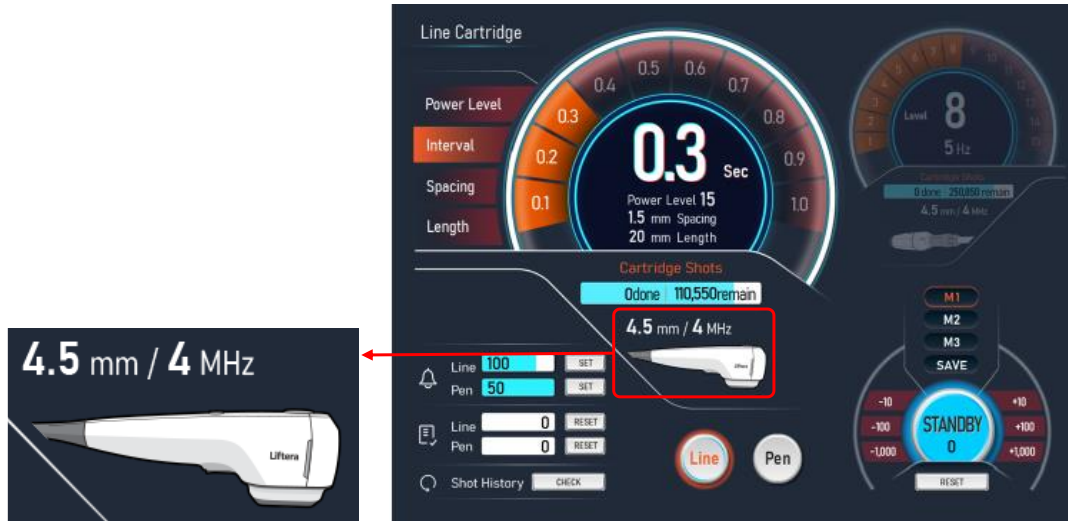 4.5 mm / 4 MHz
Liftera
Line Cartridge
Power Level
Interval
Spacing
Length
0.1
0.2
0.3
0.4
0.5
0.6
0.7
0.8
0.9
1.0
0.3 Sec
Power Level 15
1.5 mm Spacing
20 mm Length
Cartridge Shots
0done 110,550remain
4.5 mm / 4 MHz
Liftera
Line 100 SET
Pen 50 SET
Line 0 RESET
Pen 0 RESET
Shot History CHECK
Line
Pen
Level 8
5 Hz
Cartridge Shots
0 done 250,850 remain
4.5 mm / 4 MHz
M1
M2
M3
SAVE
-10
-100
-1,000
STANDBY
0
+10
+100
+1,000
RESET